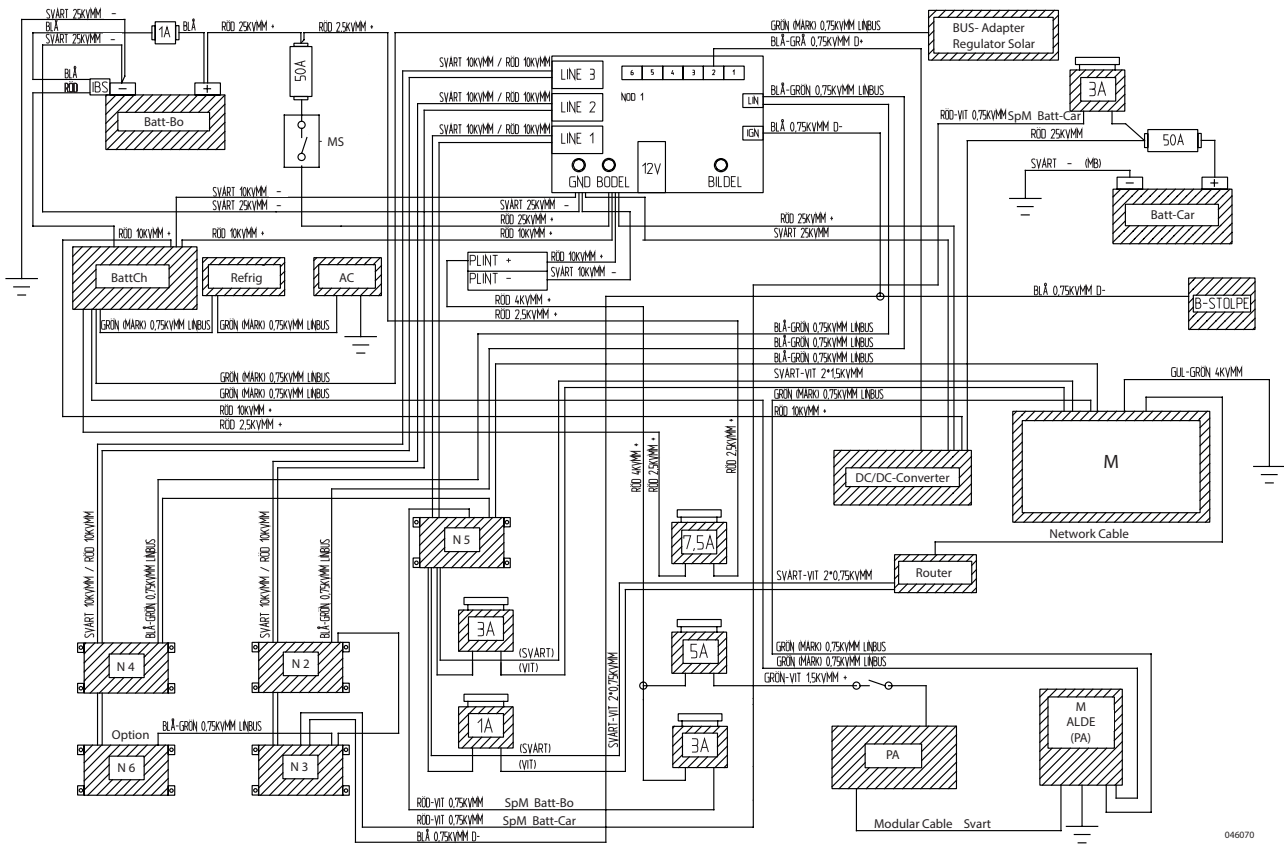 SVART 25KVMM -
BLÅ
SVART 25KVMM -
1A
BLÅ
RÖD 25KVMM +
RÖD 2,5KVMM +
BLÅ
RÖD
IBS
-
+
Batt-Bo
50A
MS
SVART 10KVMM / RÖD 10KVMM
SVART 10KVMM / RÖD 10KVMM
SVART 10KVMM / RÖD 10KVMM
LINE 3
LINE 2
LINE 1
6 5 4 3 2 1
NOD 1
LIN
IGN
12V
GND BODEL
BILDEL
GRÖN (MÄRK) 0,75KVMM LINBUS
BLÅ-GRÅ 0,75KVMM D+
BUS- Adapter
Regulator Solar
BLÅ-GRÖN 0,75KVMM LINBUS
BLÅ 0,75KVMM D-
3A
RÖD-VIT 0,75KVMM SpM Batt-Car
RÖD 25KVMM
50A
SVART - (MB)
-
+
Batt-Car
SVART 10KVMM -
SVART 25KVMM -
SVART 25KVMM -
RÖD 25KVMM +
RÖD 10KVMM +
RÖD 10KVMM +
RÖD 10KVMM +
RÖD 25KVMM +
SVART 25KVMM
BattCh
Refrig
AC
PLINT +
PLINT -
RÖD 10KVMM +
SVART 10KVMM -
RÖD 4KVMM +
RÖD 2,5KVMM +
BLÅ 0,75KVMM D-
B-STOLPE
GRÖN (MÄRK) 0,75KVMM LINBUS
GRÖN (MÄRK) 0,75KVMM LINBUS
BLÅ-GRÖN 0,75KVMM LINBUS
BLÅ-GRÖN 0,75KVMM LINBUS
BLÅ-GRÖN 0,75KVMM LINBUS
SVART-VIT 2*1,5KVMM
GUL-GRÖN 4KVMM
GRÖN (MÄRK) 0,75KVMM LINBUS
GRÖN (MÄRK) 0,75KVMM LINBUS
RÖD 10KVMM +
RÖD 2,5KVMM +
GRÖN (MÄRK) 0,75KVMM LINBUS
RÖD 10KVMM +
RÖD 4KVMM +
RÖD 2,5KVMM +
RÖD 2,5KVMM +
DC/DC-Converter
M
Network Cable
Router
SVART-VIT 2*0,75KVMM
SVART 10KVMM / RÖD 10KVMM
BLÅ-GRÖN 0,75KVMM LINBUS
SVART 10KVMM / RÖD 10KVMM
BLÅ-GRÖN 0,75KVMM LINBUS
N 5
7,5A
3A
(SVART)
(VIT)
SVART-VIT 2*0,75KVMM
5A
GRÖN (MÄRK) 0,75KVMM LINBUS
GRÖN (MÄRK) 0,75KVMM LINBUS
GRÖN-VIT 1,5KVMM +
N 4
N 2
M
ALDE
(PA)
1A
(SVART)
(VIT)
3A
PA
Option
BLÅ-GRÖN 0,75KVMM LINBUS
N 6
N 3
RÖD-VIT 0,75KVMM SpM Batt-Bo
RÖD-VIT 0,75KVMM SpM Batt-Car
BLÅ 0,75KVMM D-
Modular Cable Svart
046070